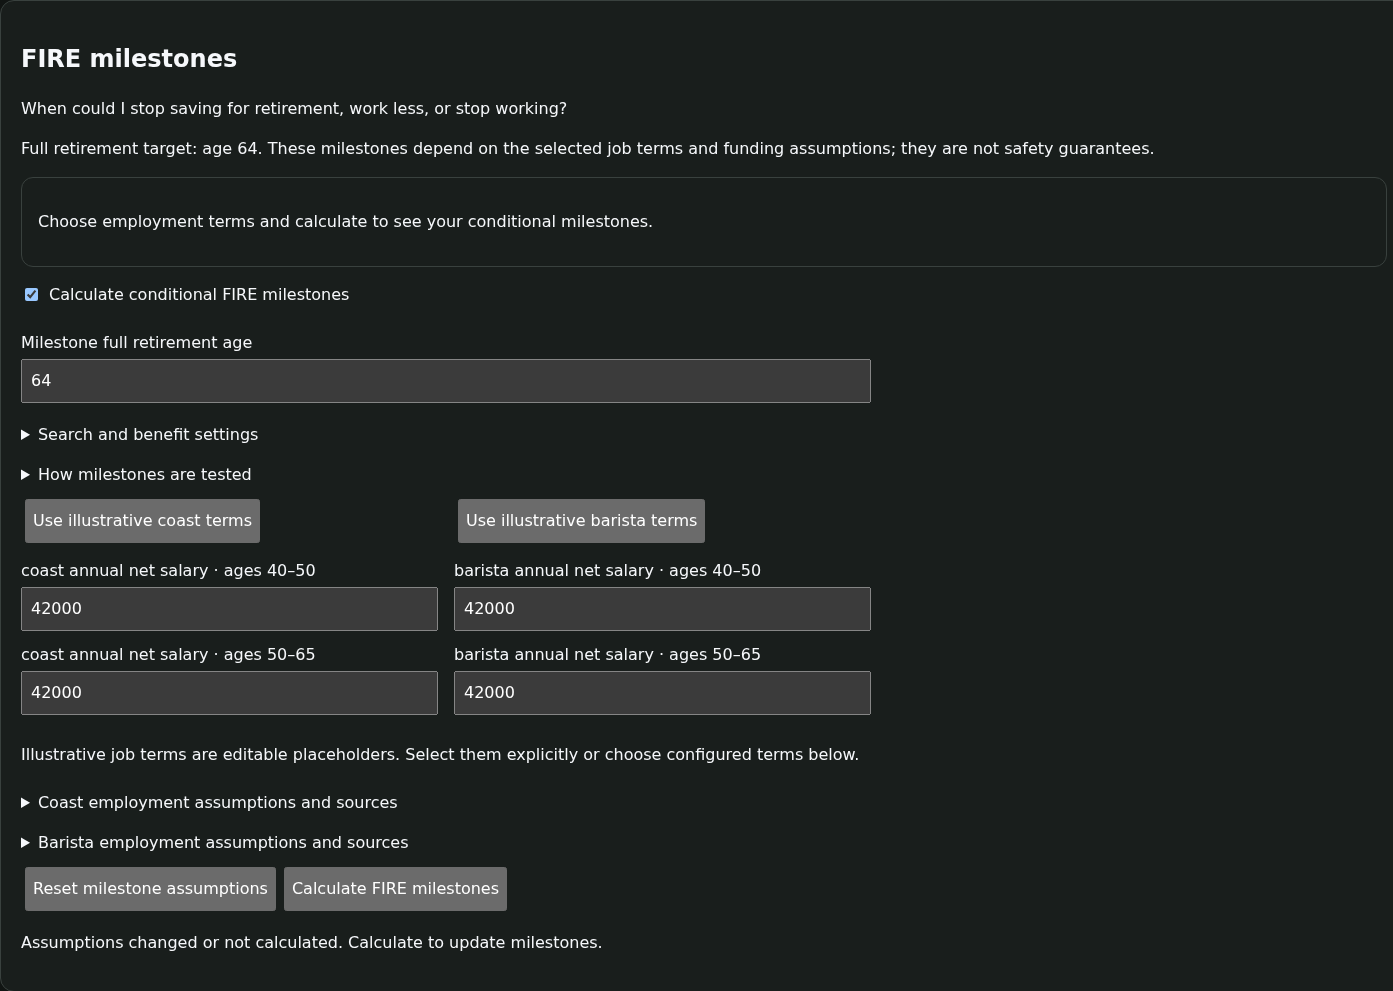 FIRE milestones
When could I stop saving for retirement, work less, or stop working?
Full retirement target: age 64. These milestones depend on the selected job terms and funding assumptions; they are not safety guarantees.
Choose employment terms and calculate to see your conditional milestones.
Calculate conditional FIRE milestones
Milestone full retirement age
64
Search and benefit settings
How milestones are tested
Use illustrative coast terms
Use illustrative barista terms
coast annual net salary · ages 40–50
barista annual net salary · ages 40–50
42000
42000
coast annual net salary · ages 50–65
barista annual net salary · ages 50–65
42000
42000
Illustrative job terms are editable placeholders. Select them explicitly or choose configured terms below.
Coast employment assumptions and sources
Barista employment assumptions and sources
Reset milestone assumptions
Calculate FIRE milestones
Assumptions changed or not calculated. Calculate to update milestones.